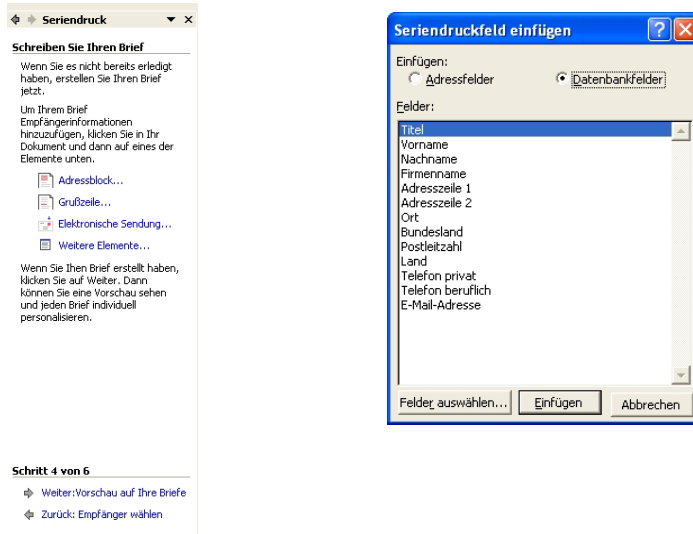 Seriendruck
Schreiben Sie Ihren Brief
Wenn Sie es nicht bereits erledigt
haben, erstellen Sie Ihren Brief
jetzt.
Um Ihrem Brief
Empfängerinformationen
hinzuzufügen, klicken Sie in Ihr
Dokument und dann auf eines der
Elemente unten.
Adressblock...
Grußzeile...
Elektronische Sendung...
Weitere Elemente...
Wenn Sie Ihen Brief erstellt haben,
klicken Sie auf Weiter. Dann
können Sie eine Vorschau sehen
und jeden Brief individuell
personalisieren.
Schritt 4 von 6
Weiter:Vorschau auf Ihre Briefe
Zurück: Empfänger wählen
Seriendruckfeld einfügen
Einfügen:
Adressfelder
Datenbankfelder
Felder:
Titel
Vorname
Nachname
Firmenname
Adresszeile 1
Adresszeile 2
Ort
Bundesland
Postleitzahl
Land
Telefon privat
Telefon beruflich
E-Mail-Adresse
Felder auswählen...
Einfügen
Abbrechen